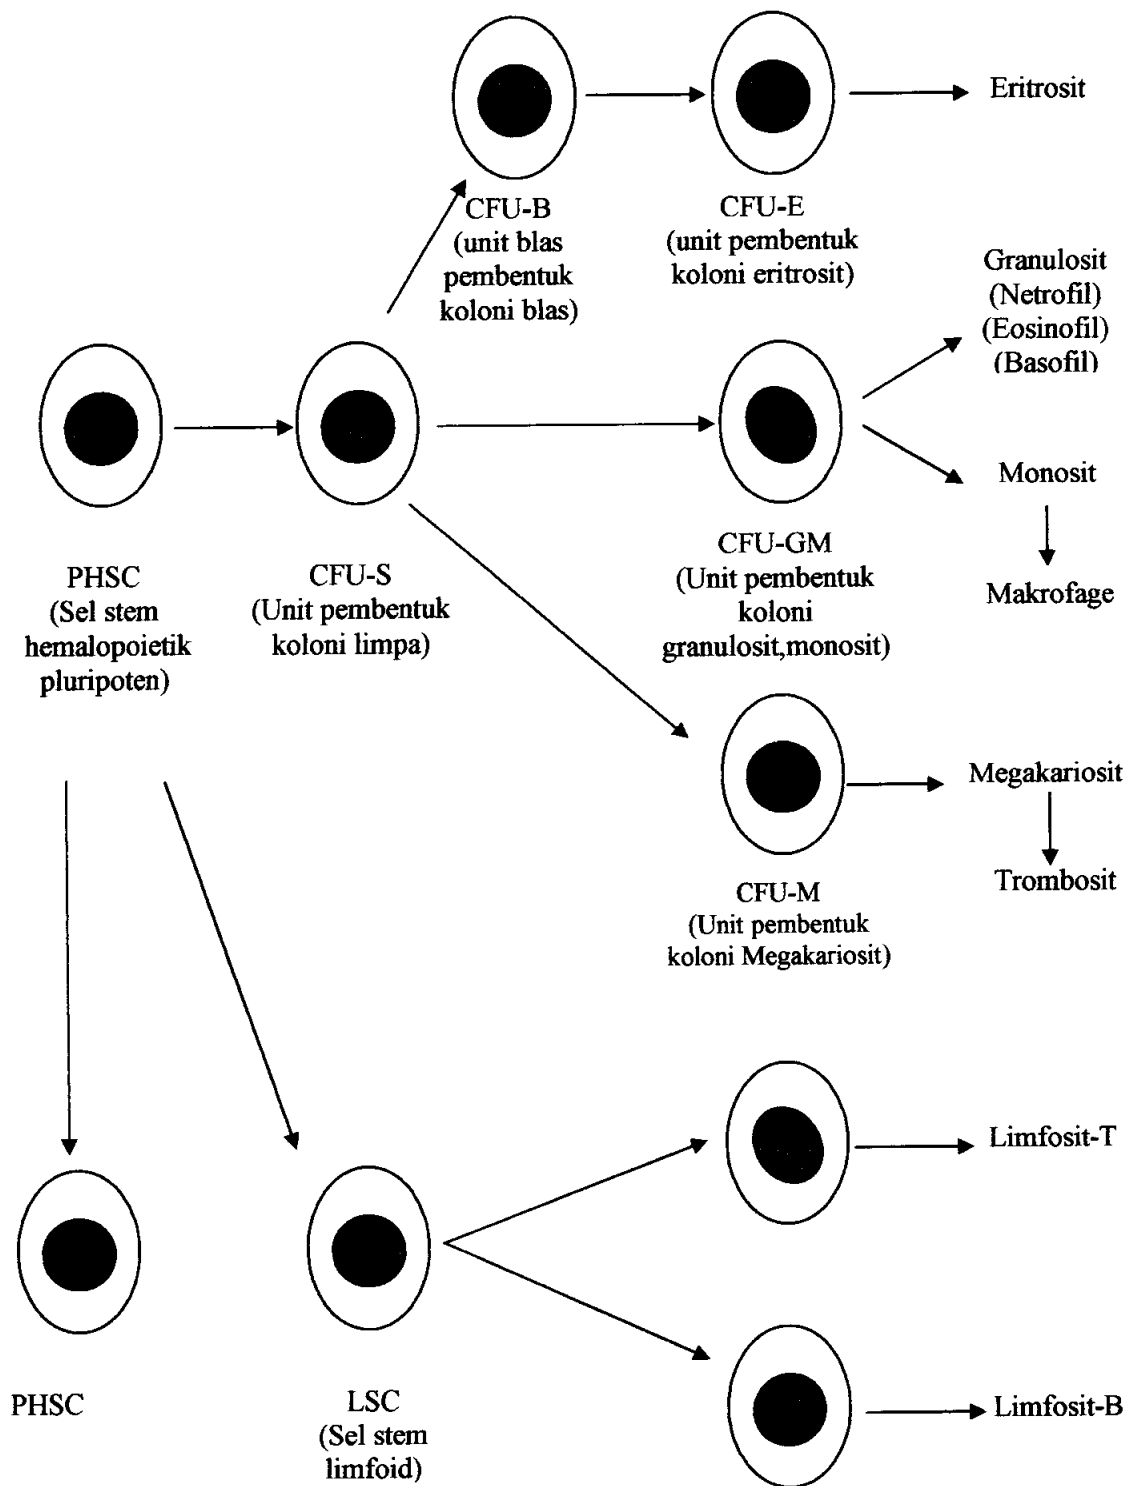 Eritrosit
CFU-B
(unit blas
pembentuk
koloni blas)
CFU-E
(unit pembentuk
koloni eritrosit)
Granulosit
(Netrofil)
(Eosinofil)
(Basofil)
Monosit
Makrofage
PHSC
(Sel stem
hemalopoietik
pluripoten)
CFU-S
(Unit pembentuk
koloni limpa)
CFU-GM
(Unit pembentuk
koloni
granulosit,monosit)
Megakariosit
Trombosit
CFU-M
(Unit pembentuk
koloni Megakariosit)
Limfosit-T
PHSC
LSC
(Sel stem
limfoid)
Limfosit-B